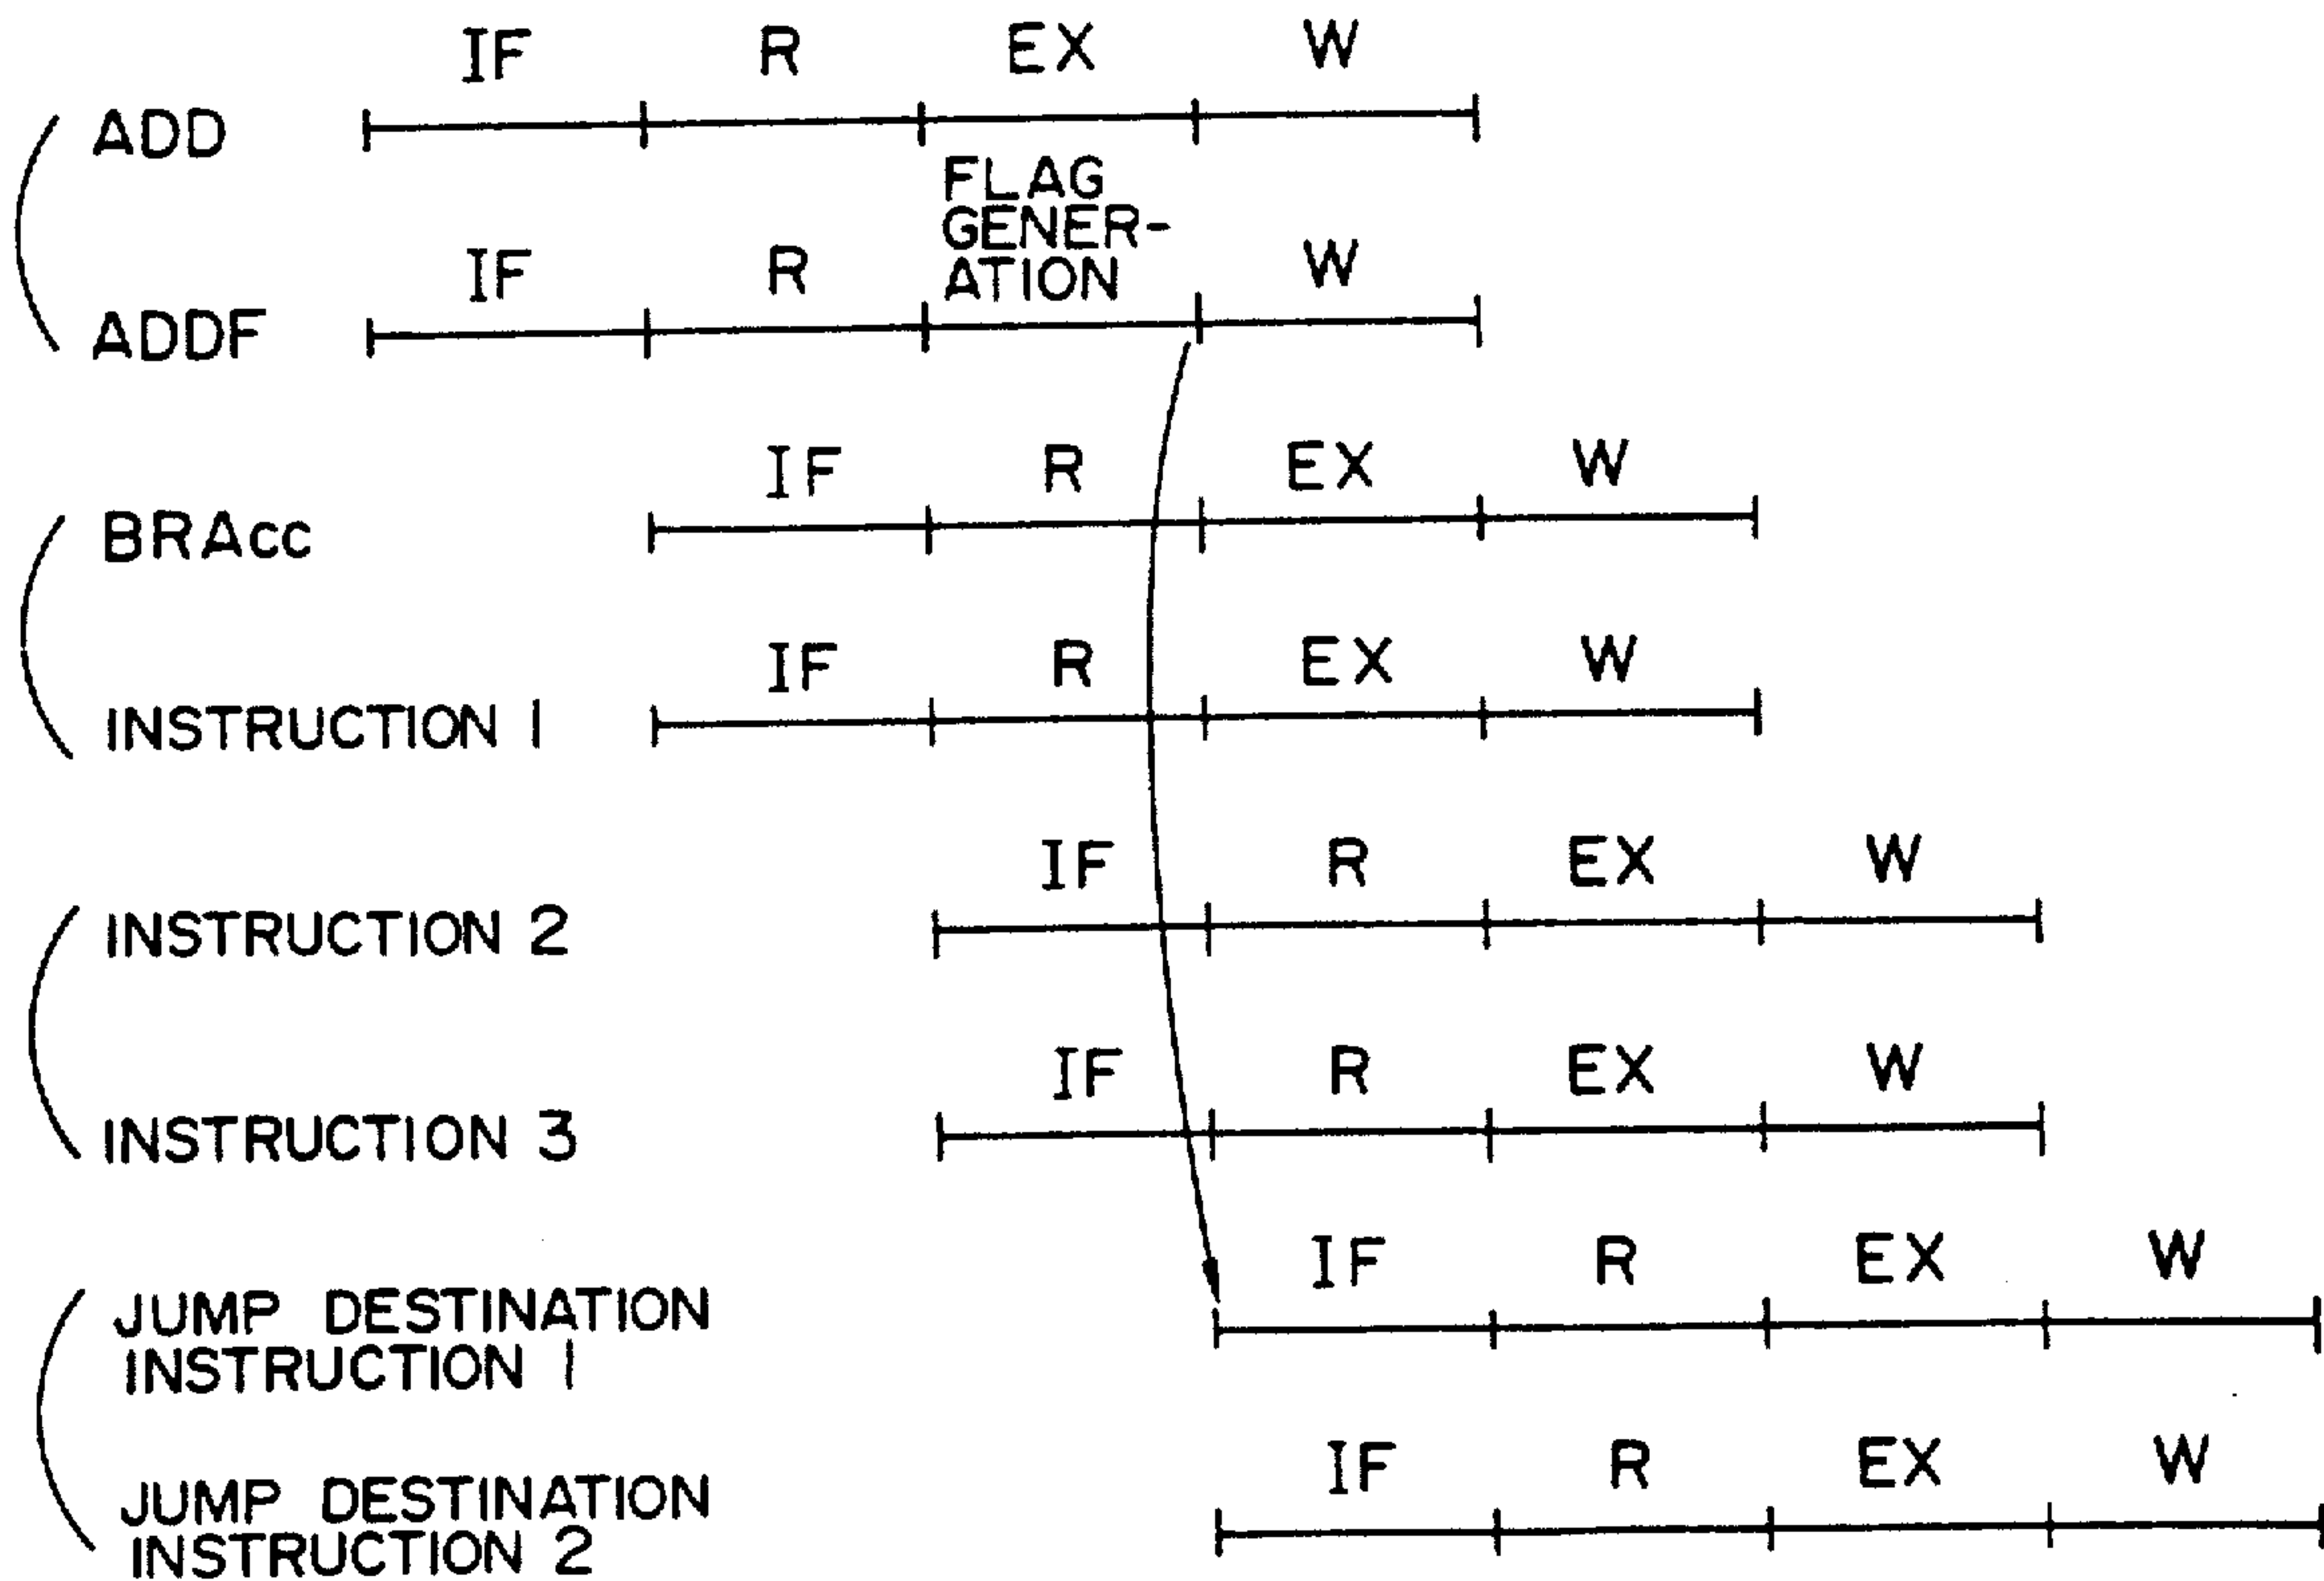 IF R EX W
ADD
FLAG
GENER-
IF R ATION W
ADDF
IF R EX W
BRAcc
IF R EX W
INSTRUCTION 1
IF R EX W
INSTRUCTION 2
IF R EX W
INSTRUCTION 3
IF R EX W
JUMP DESTINATION
INSTRUCTION 1
IF R EX W
JUMP DESTINATION
INSTRUCTION 2